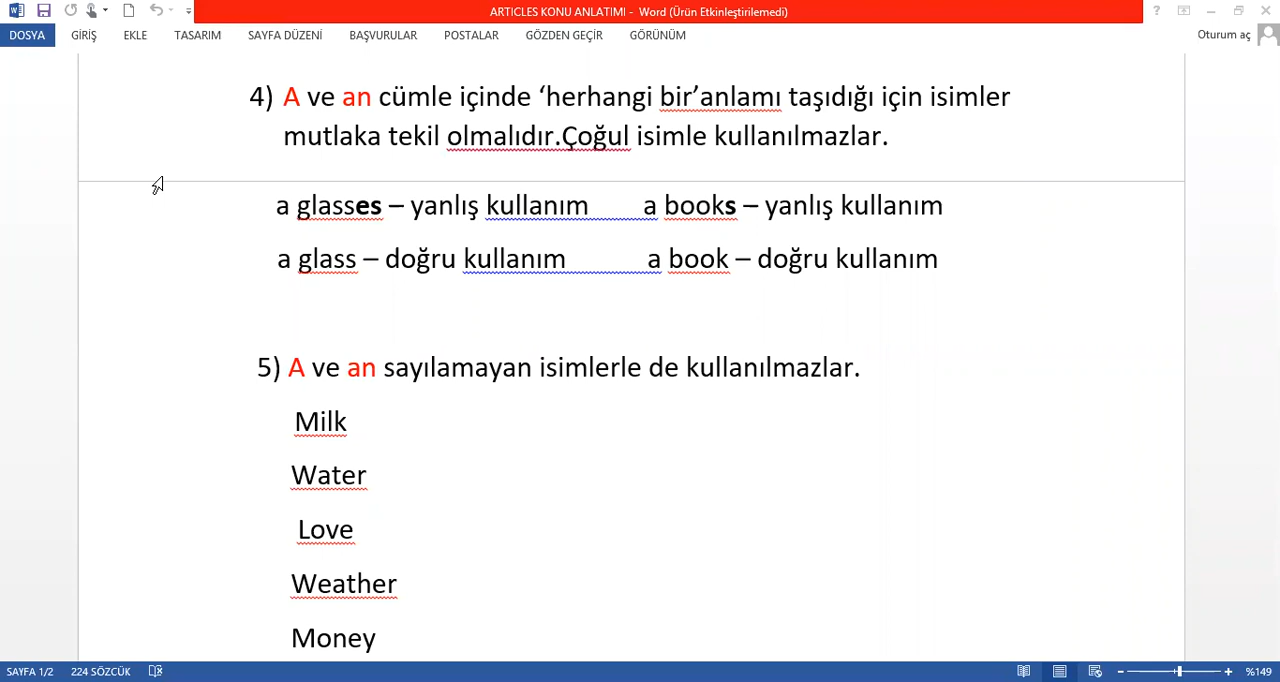 ARTICLES KONU ANLATIMI - Word (Ürün Etkinleştirilemedi)
DOSYA GİRİŞ EKLE TASARIM SAYFA DÜZENİ BAŞVURULAR POSTALAR GÖZDEN GEÇİR GÖRÜNÜM Oturum aç
4) A ve an cümle içinde ‘herhangi bir’anlamı taşıdığı için isimler
mutlaka tekil olmalıdır.Çoğul isimle kullanılmazlar.
a glasses – yanlış kullanım a books – yanlış kullanım
a glass – doğru kullanım a book – doğru kullanım
5) A ve an sayılamayan isimlerle de kullanılmazlar.
Milk
Water
Love
Weather
Money
SAYFA 1/2 224 SÖZCÜK %149